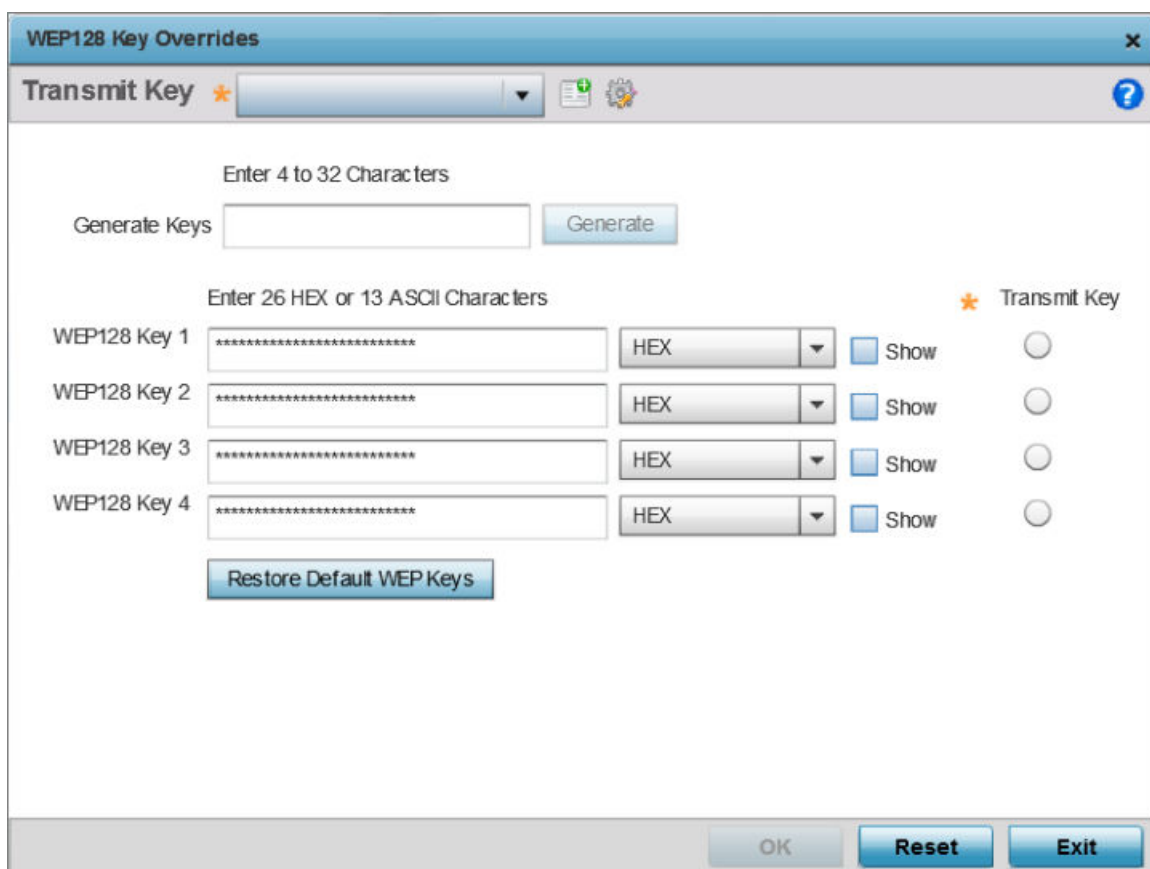 WEP128 Key Overrides
Transmit Key *
Enter 4 to 32 Characters
Generate Keys Generate
Enter 26 HEX or 13 ASCII Characters * Transmit Key
WEP128 Key 1 ************************** HEX Show
WEP128 Key 2 ************************** HEX Show
WEP128 Key 3 ************************** HEX Show
WEP128 Key 4 ************************** HEX Show
Restore Default WEP Keys
OK Reset Exit